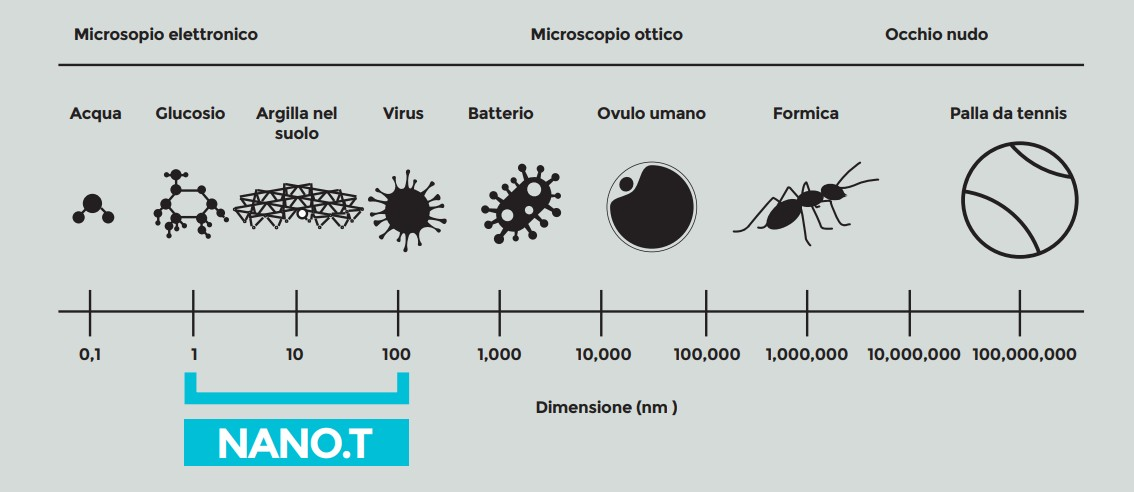 Microsopio elettronico
Microscopio ottico
Occhio nudo
Acqua
Glucosio
Argilla nel
suolo
Virus
Batterio
Ovulo umano
Formica
Palla da tennis
0,1
1
10
100
1,000
10,000
100,000
1,000,000
10,000,000
100,000,000
Dimensione (nm )
NANO.T